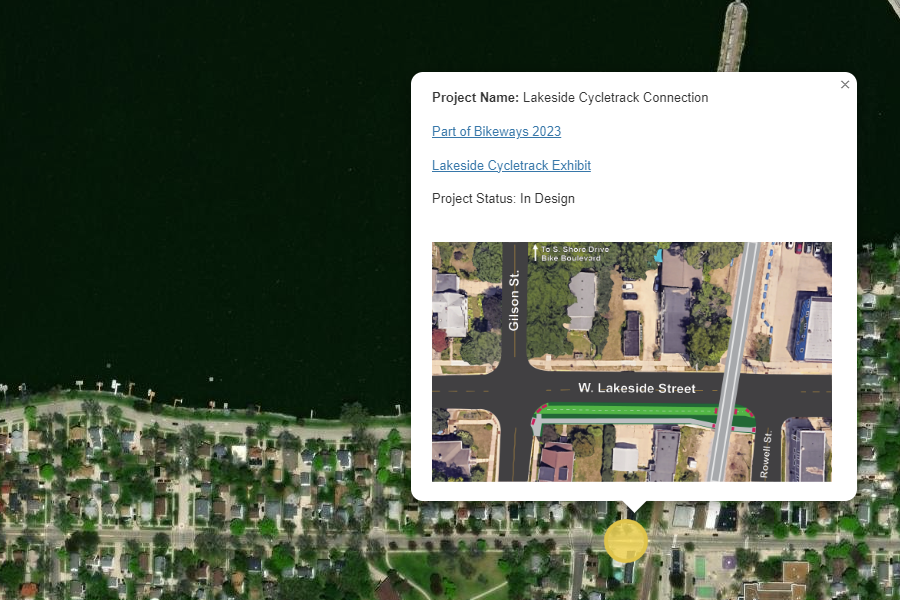 Project Name: Lakeside Cycletrack Connection
Part of Bikeways 2023
Lakeside Cycletrack Exhibit
Project Status: In Design
To S. Shore Drive
Bike Boulevard
Gilson St.
W. Lakeside Street
Rowell St.